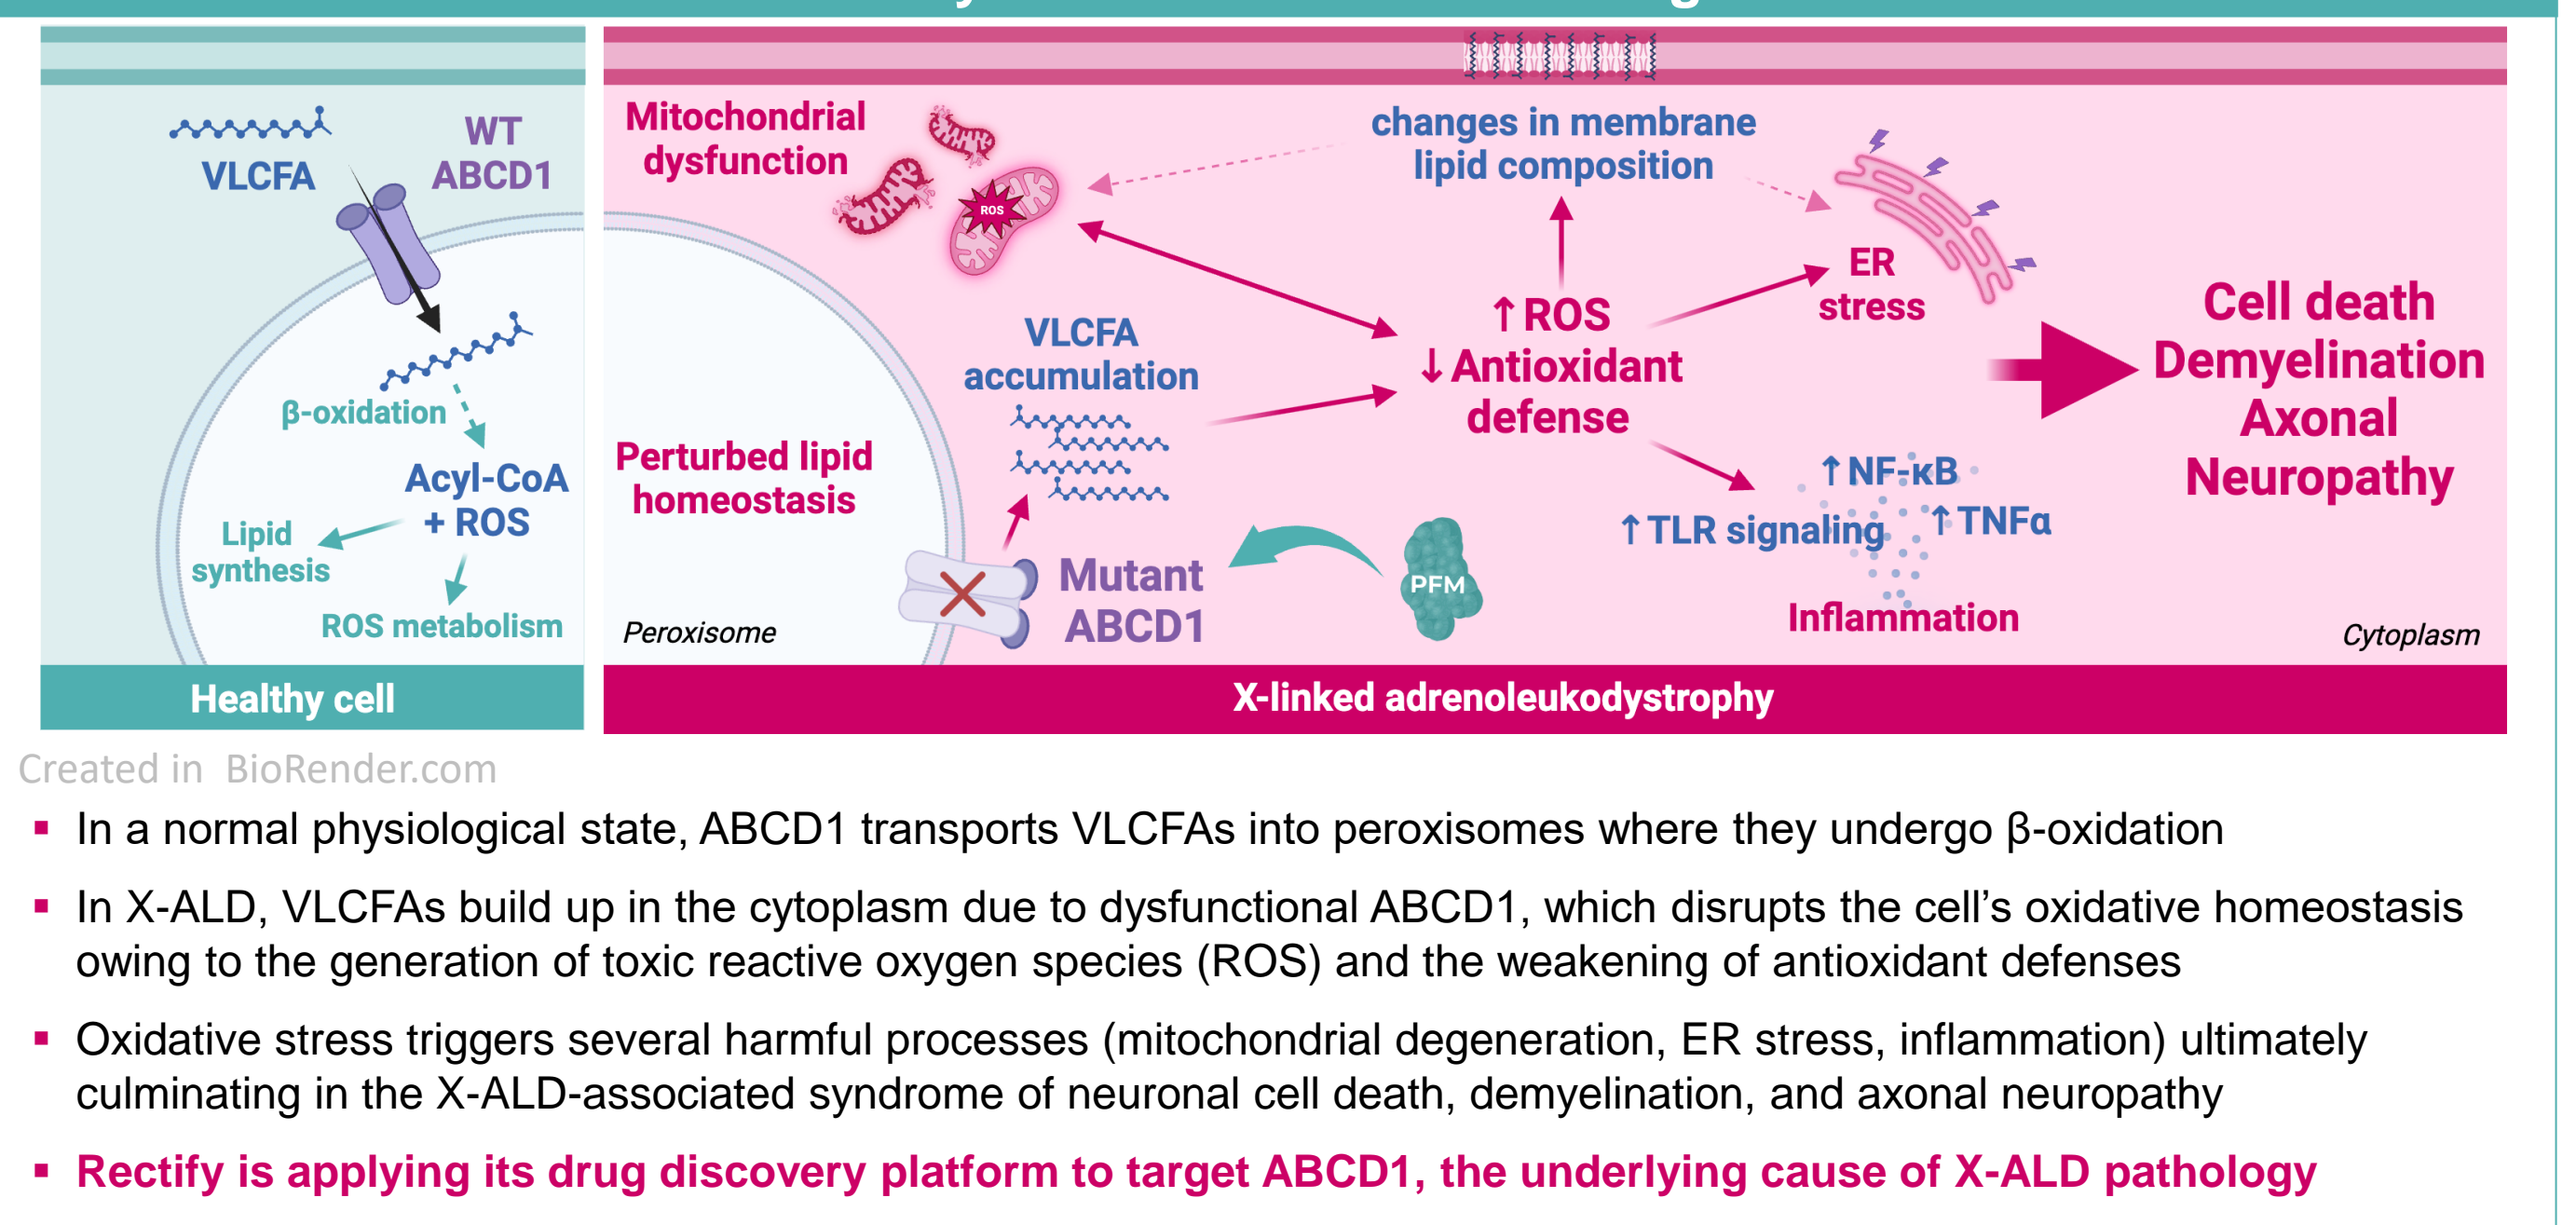 VLCFA
WT
ABCD1
β-oxidation
Acyl-CoA
+ ROS
Lipid
synthesis
ROS metabolism
Healthy cell
Mitochondrial
dysfunction
ROS
changes in membrane
lipid composition
ER
stress
↑ROS
↓Antioxidant
defense
VLCFA
accumulation
Perturbed lipid
homeostasis
Cell death
Demyelination
Axonal
Neuropathy
↑NF-κB
↑TLR signaling
↑TNFα
Inflammation
Mutant
ABCD1
PFM
Peroxisome
Cytoplasm
X-linked adrenoleukodystrophy
Created in BioRender.com
▪ In a normal physiological state, ABCD1 transports VLCFAs into peroxisomes where they undergo β-oxidation
▪ In X-ALD, VLCFAs build up in the cytoplasm due to dysfunctional ABCD1, which disrupts the cell’s oxidative homeostasis
owing to the generation of toxic reactive oxygen species (ROS) and the weakening of antioxidant defenses
▪ Oxidative stress triggers several harmful processes (mitochondrial degeneration, ER stress, inflammation) ultimately
culminating in the X-ALD-associated syndrome of neuronal cell death, demyelination, and axonal neuropathy
▪ Rectify is applying its drug discovery platform to target ABCD1, the underlying cause of X-ALD pathology